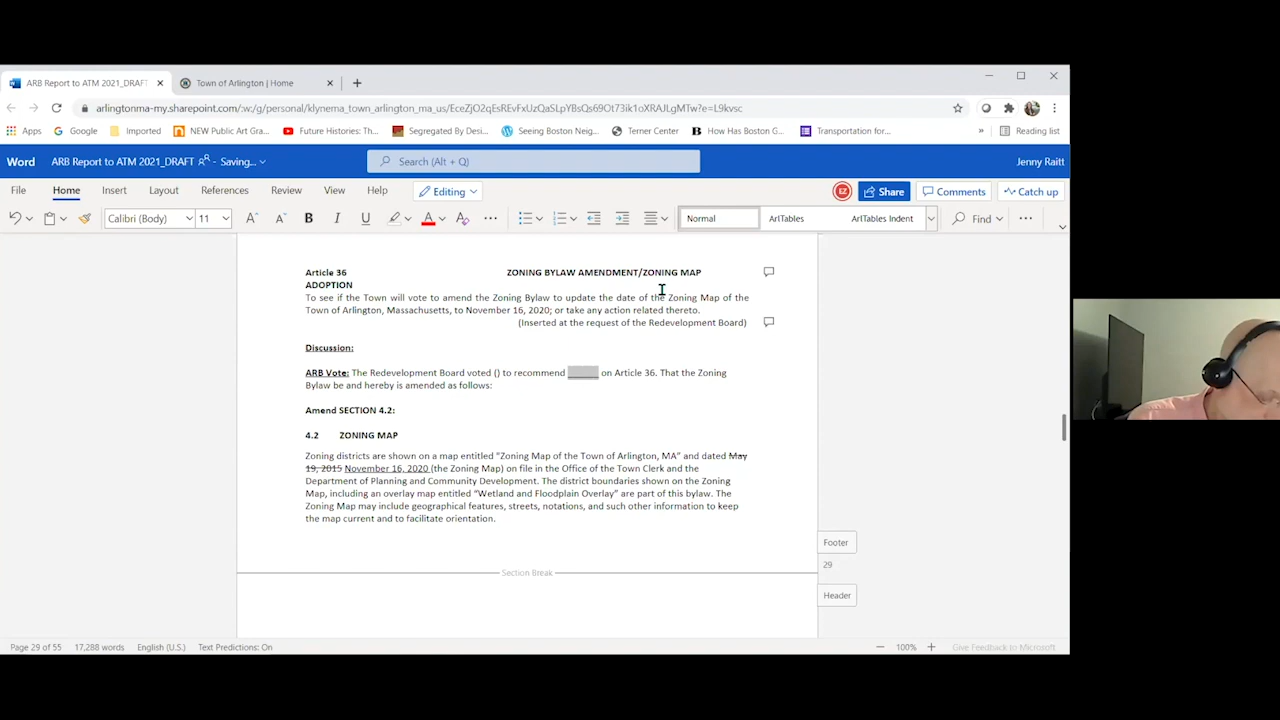 ARB Report to ATM 2021_DRAFT
Town of Arlington | Home
arlingtonma-my.sharepoint.com/:w:/g/personal/klynema_town_arlington_ma_us/EceZjO2qEsREvFxUzQaSLpYBsQs69Ot73ik1oXRAJLgMTw?e=L9kvsc
Apps Google Imported NEW Public Art Gra... Future Histories: Th... Segregated By Desi... Seeing Boston Neig... Terner Center How Has Boston G... Transportation for... » Reading list
Word ARB Report to ATM 2021_DRAFT - Saving... Search (Alt + Q) Jenny Raitt
File Home Insert Layout References Review View Help Editing EZ Share Comments Catch up
Calibri (Body) 11 A A B I U A A ... Normal ArlTables ArlTables Indent Find ...
Article 36 ZONING BYLAW AMENDMENT/ZONING MAP
ADOPTION
To see if the Town will vote to amend the Zoning Bylaw to update the date of the Zoning Map of the
Town of Arlington, Massachusetts, to November 16, 2020; or take any action related thereto.
(Inserted at the request of the Redevelopment Board)
Discussion:
ARB Vote: The Redevelopment Board voted () to recommend ______ on Article 36. That the Zoning
Bylaw be and hereby is amended as follows:
Amend SECTION 4.2:
4.2 ZONING MAP
Zoning districts are shown on a map entitled "Zoning Map of the Town of Arlington, MA" and dated May
19, 2015 November 16, 2020 (the Zoning Map) on file in the Office of the Town Clerk and the
Department of Planning and Community Development. The district boundaries shown on the Zoning
Map, including an overlay map entitled "Wetland and Floodplain Overlay" are part of this bylaw. The
Zoning Map may include geographical features, streets, notations, and such other information to keep
the map current and to facilitate orientation.
Footer
29
Section Break
Header
Page 29 of 55 17,288 words English (U.S.) Text Predictions: On 100% Give Feedback to Microsoft